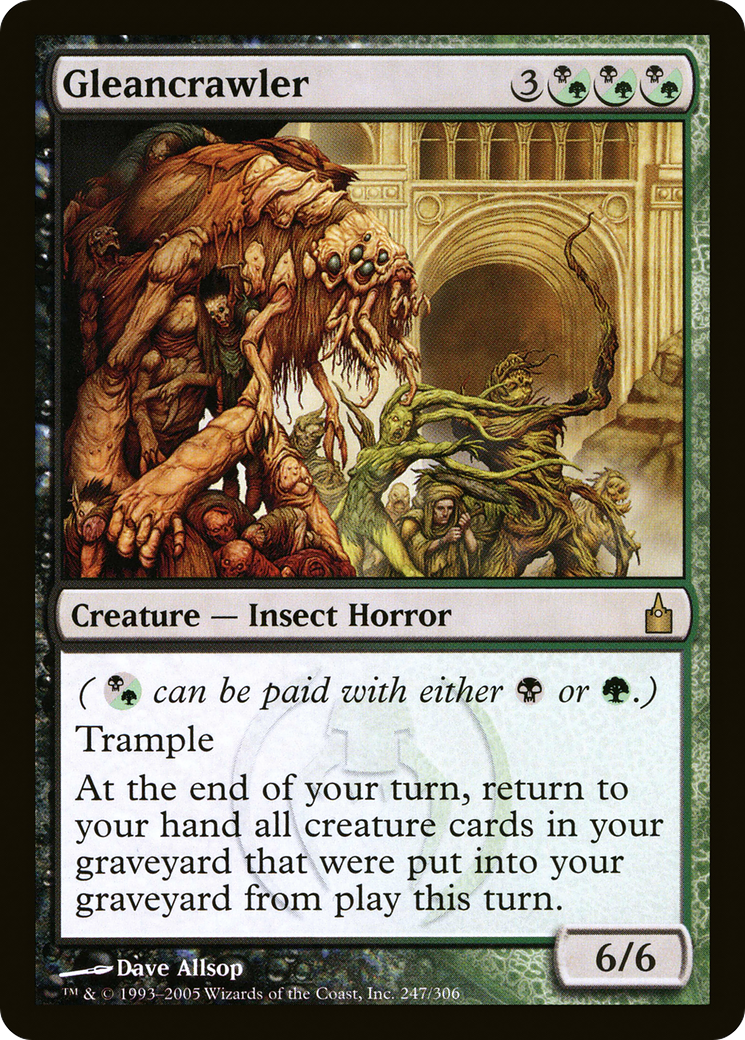 Gleancrawler 3
Creature — Insect Horror
( can be paid with either or .)
Trample
At the end of your turn, return to
your hand all creature cards in your
graveyard that were put into your
graveyard from play this turn.
6/6
Dave Allsop
™ & © 1993–2005 Wizards of the Coast, Inc. 247/306